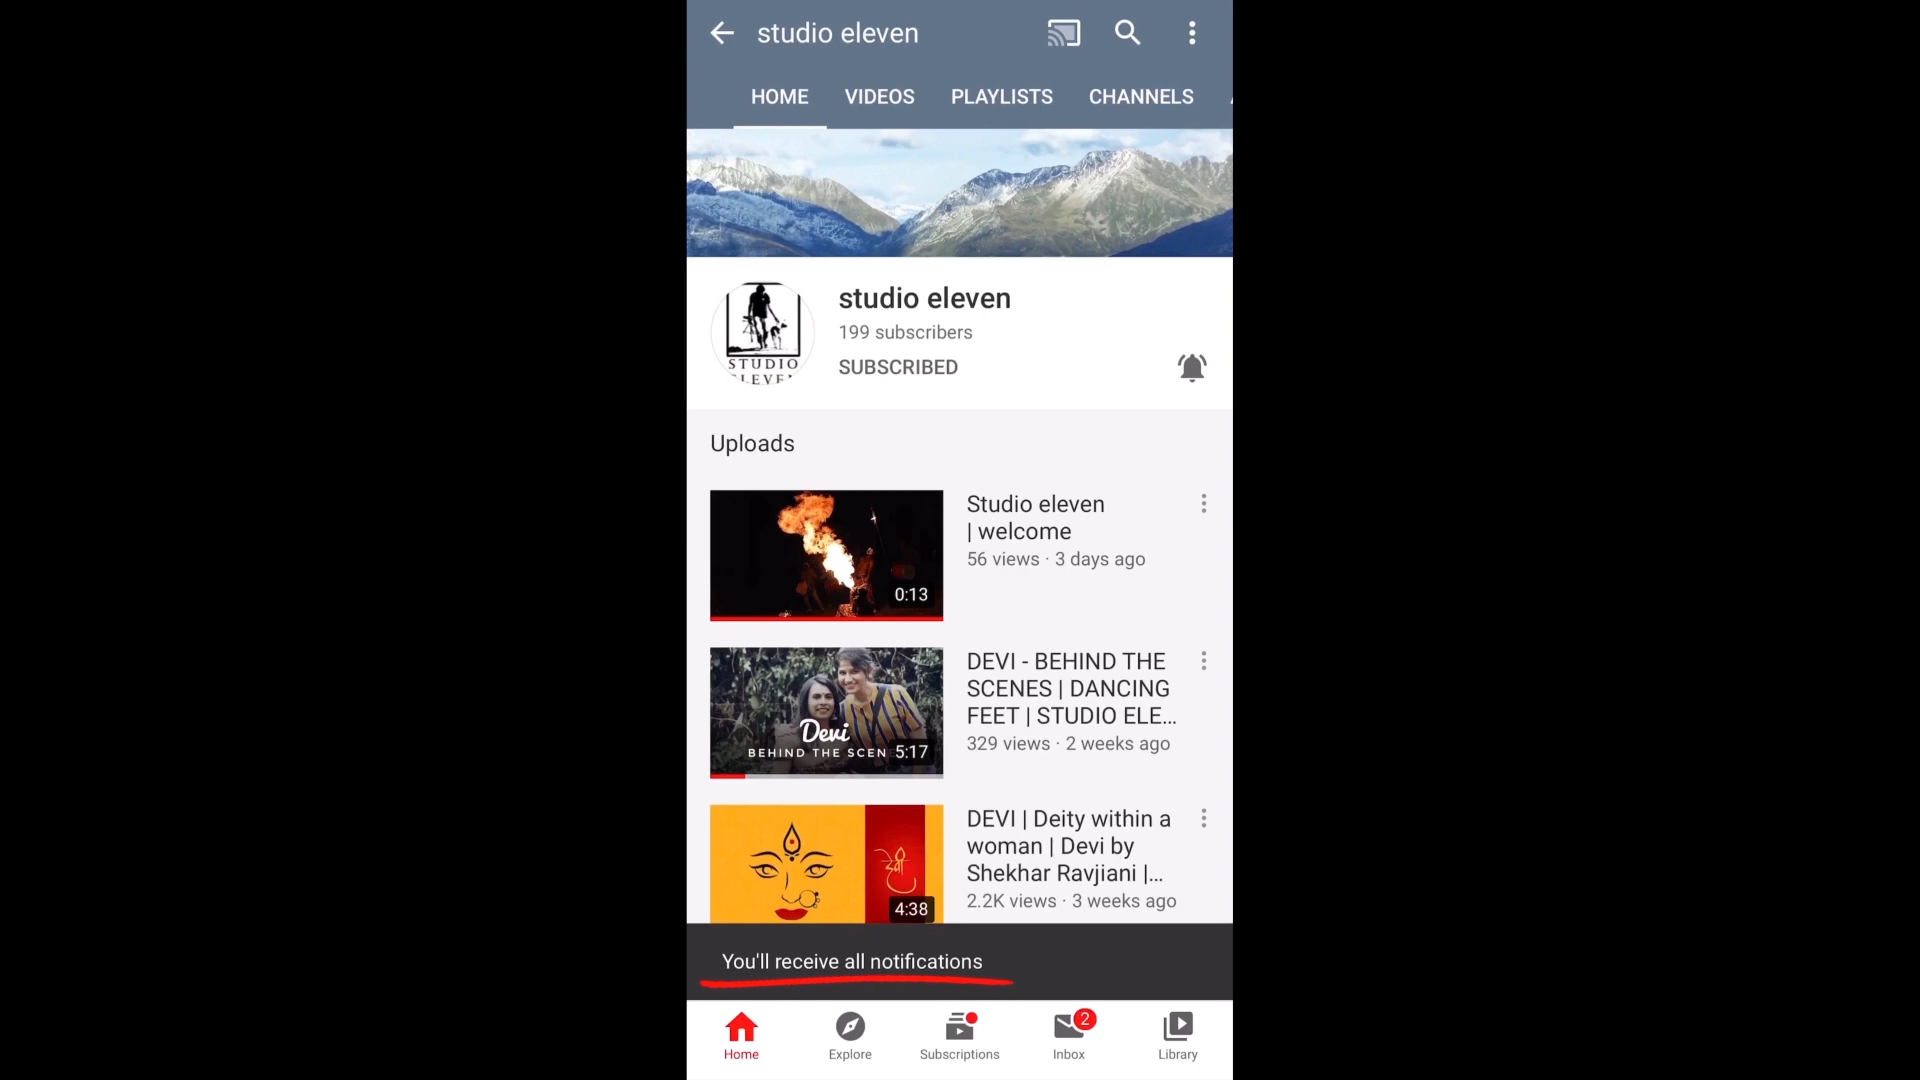 studio eleven
HOME VIDEOS PLAYLISTS CHANNELS
studio eleven
199 subscribers
SUBSCRIBED
STUDIO
ELEVEN
Uploads
0:13
Studio eleven
| welcome
56 views · 3 days ago
Devi
BEHIND THE SCEN
5:17
DEVI - BEHIND THE
SCENES | DANCING
FEET | STUDIO ELE...
329 views · 2 weeks ago
देवी
4:38
DEVI | Deity within a
woman | Devi by
Shekhar Ravjiani |...
2.2K views · 3 weeks ago
You'll receive all notifications
2
Home Explore Subscriptions Inbox Library